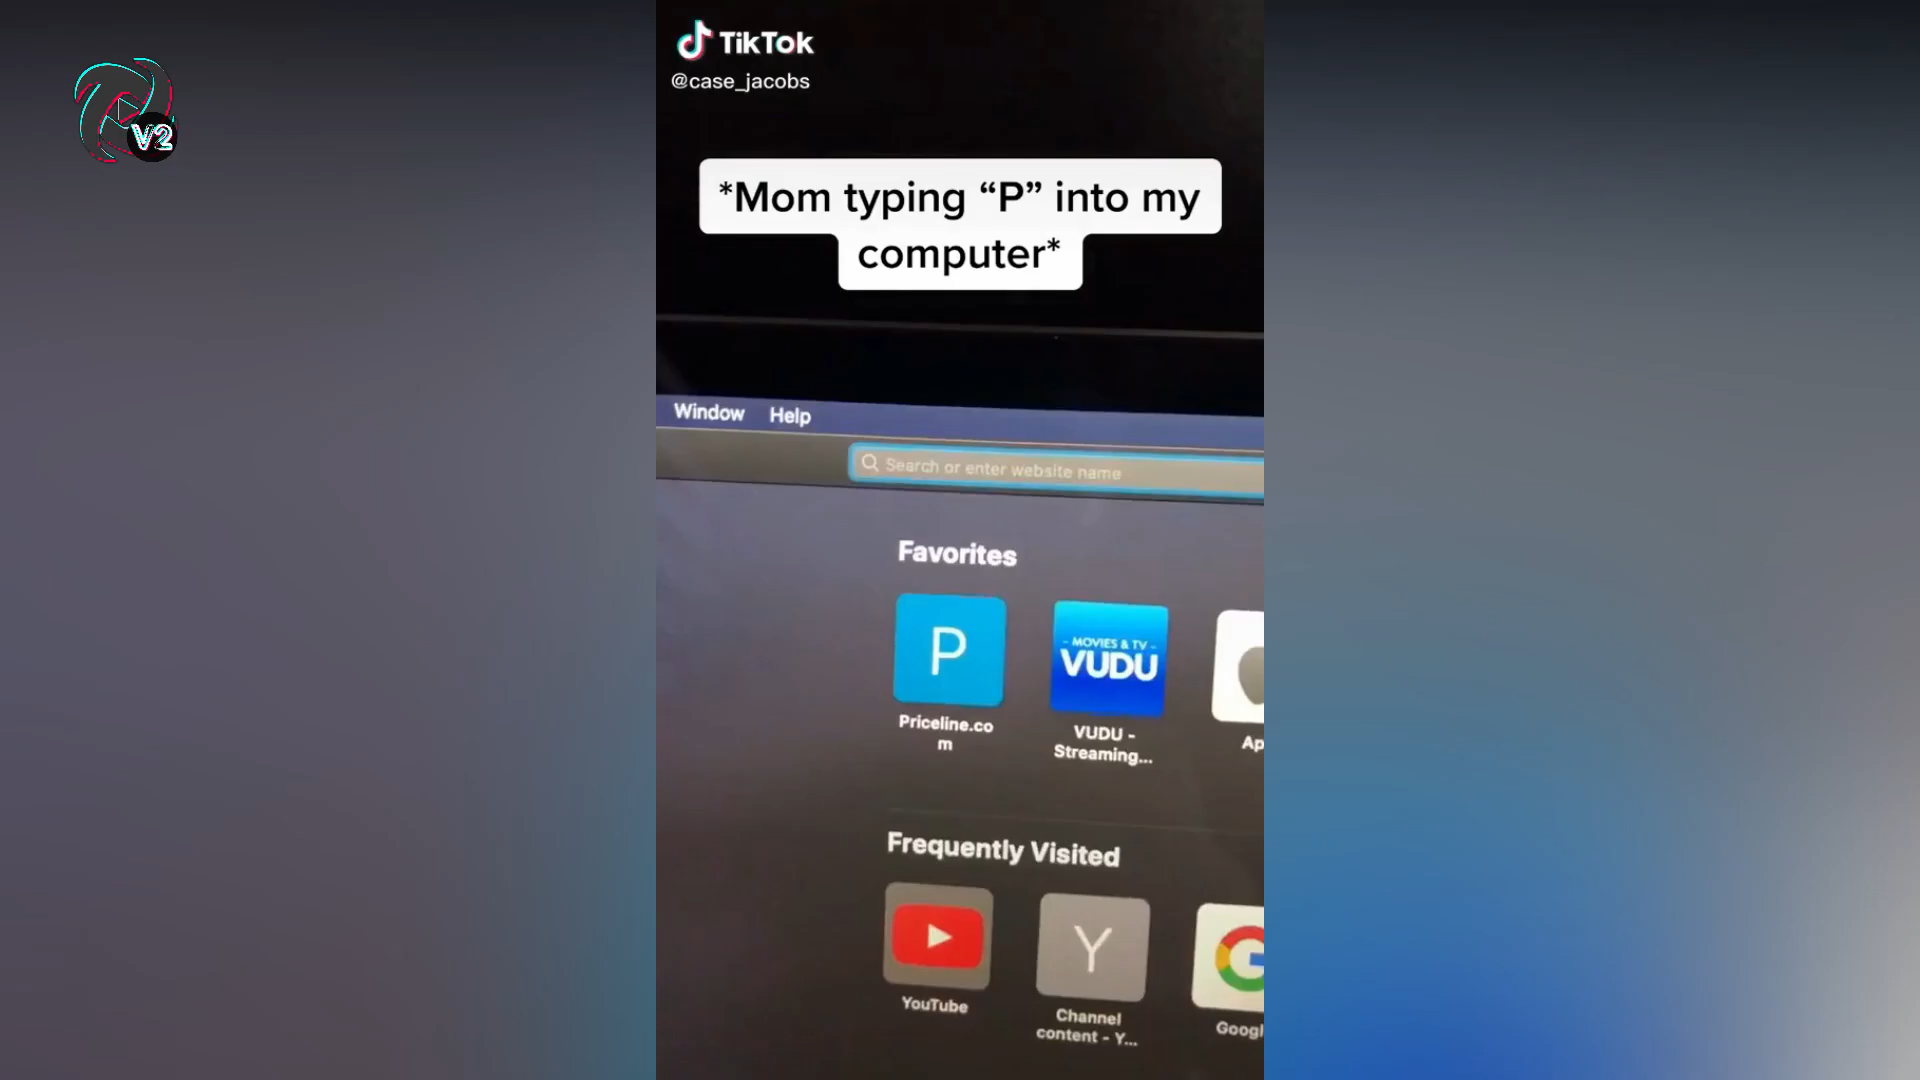 TikTok
@case_jacobs
V2
*Mom typing “P” into my
computer*
Window Help
Search or enter website name
Favorites
P
Priceline.co
m
- MOVIES & TV -
VUDU
VUDU -
Streaming...
Ap
Frequently Visited
YouTube
Y
Channel
content - Y...
G
Googl